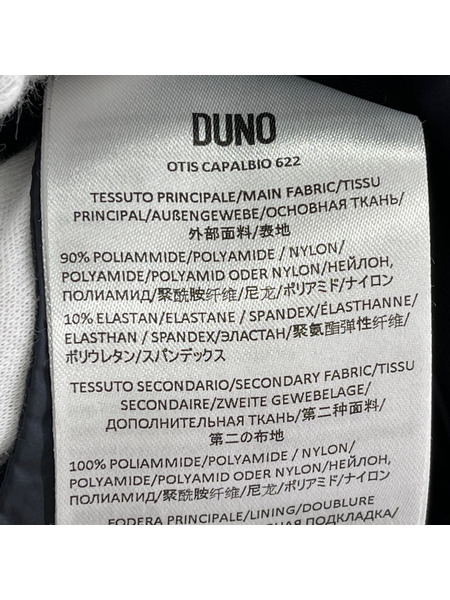 DUNO
OTIS CAPALBIO 622
TESSUTO PRINCIPALE/MAIN FABRIC/TISSU
PRINCIPAL/AUßENGEWEBE/ОСНОВНАЯ ТКАНЬ/
外部面料/表地
90% POLIAMMIDE/POLYAMIDE / NYLON/
POLYAMIDE/POLYAMID ODER NYLON/НЕЙЛОН,
ПОЛИАМИД/聚酰胺纤维/尼龙/ポリアミド/ナイロン
10% ELASTAN/ELASTANE / SPANDEX/ÉLASTHANNE/
ELASTHAN / SPANDEX/ЭЛАСТАН/聚氨酯弹性纤维/
ポリウレタン/スパンデックス
TESSUTO SECONDARIO/SECONDARY FABRIC/TISSU
SECONDAIRE/ZWEITE GEWEBELAGE/
ДОПОЛНИТЕЛЬНАЯ ТКАНЬ/第二种面料/
第二の布地
100% POLIAMMIDE/POLYAMIDE / NYLON/
POLYAMIDE/POLYAMID ODER NYLON/НЕЙЛОН,
ПОЛИАМИД/聚酰胺纤维/尼龙/ポリアミド/ナイロン
FODERA PRINCIPALE/LINING/DOUBLURE
ПОДКЛАДКА/